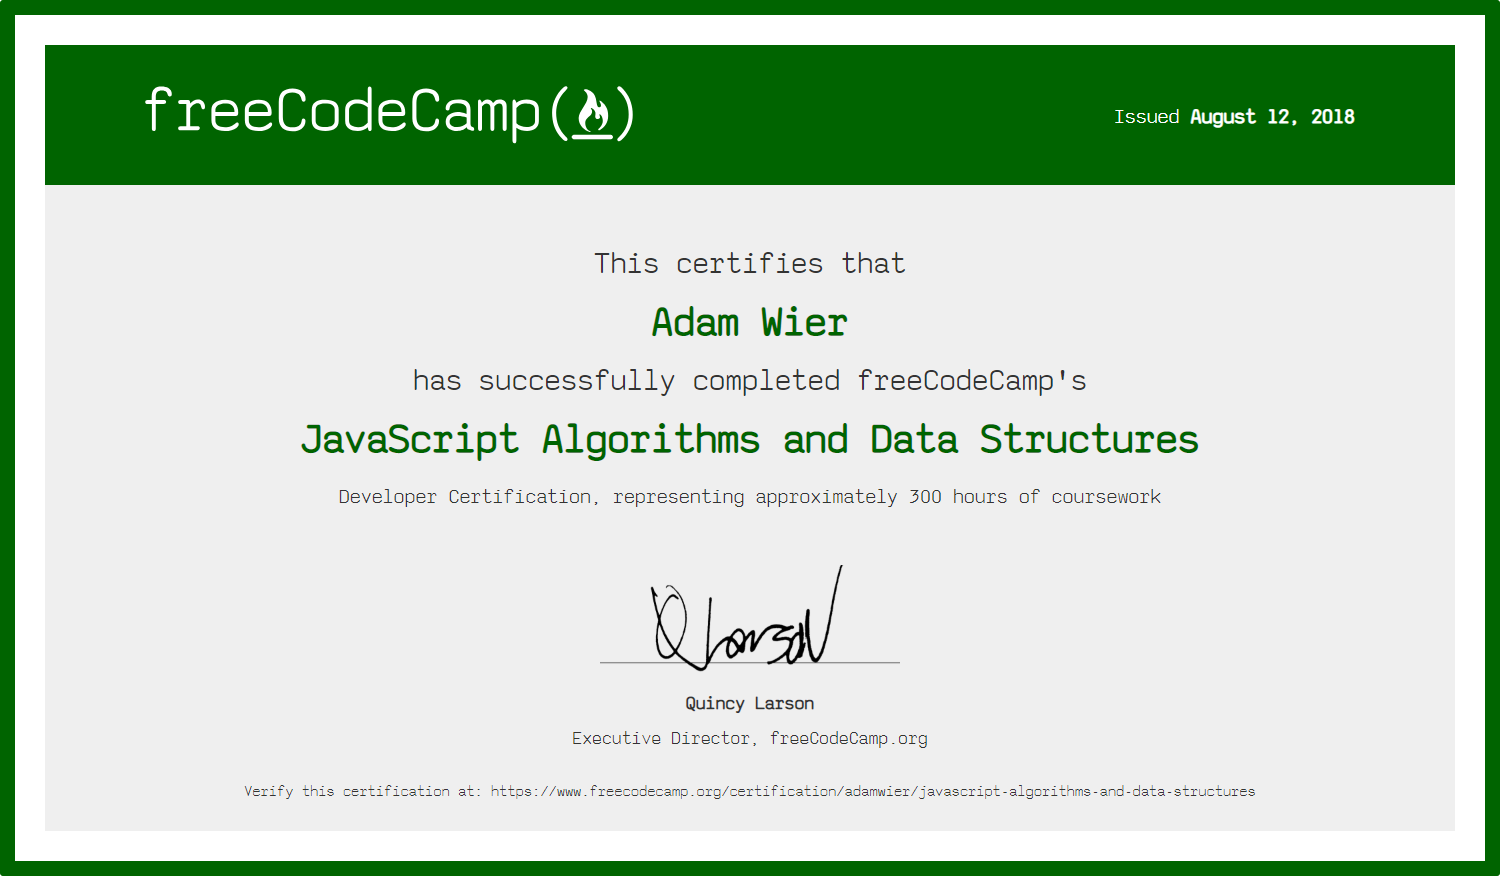 freeCodeCamp(🔥)
Issued August 12, 2018
This certifies that
Adam Wier
has successfully completed freeCodeCamp's
JavaScript Algorithms and Data Structures
Developer Certification, representing approximately 300 hours of coursework
Q Larson
Quincy Larson
Executive Director, freeCodeCamp.org
Verify this certification at: https://www.freecodecamp.org/certification/adamwier/javascript-algorithms-and-data-structures